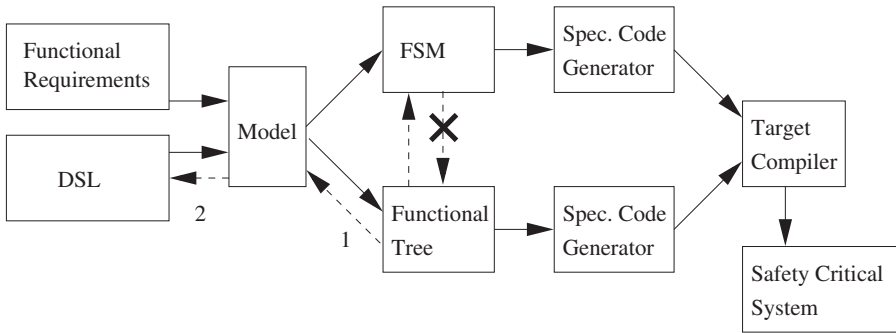 Functional
Requirements
DSL
2
Model
1
FSM
Functional
Tree
Spec. Code
Generator
Spec. Code
Generator
Target
Compiler
Safety Critical
System